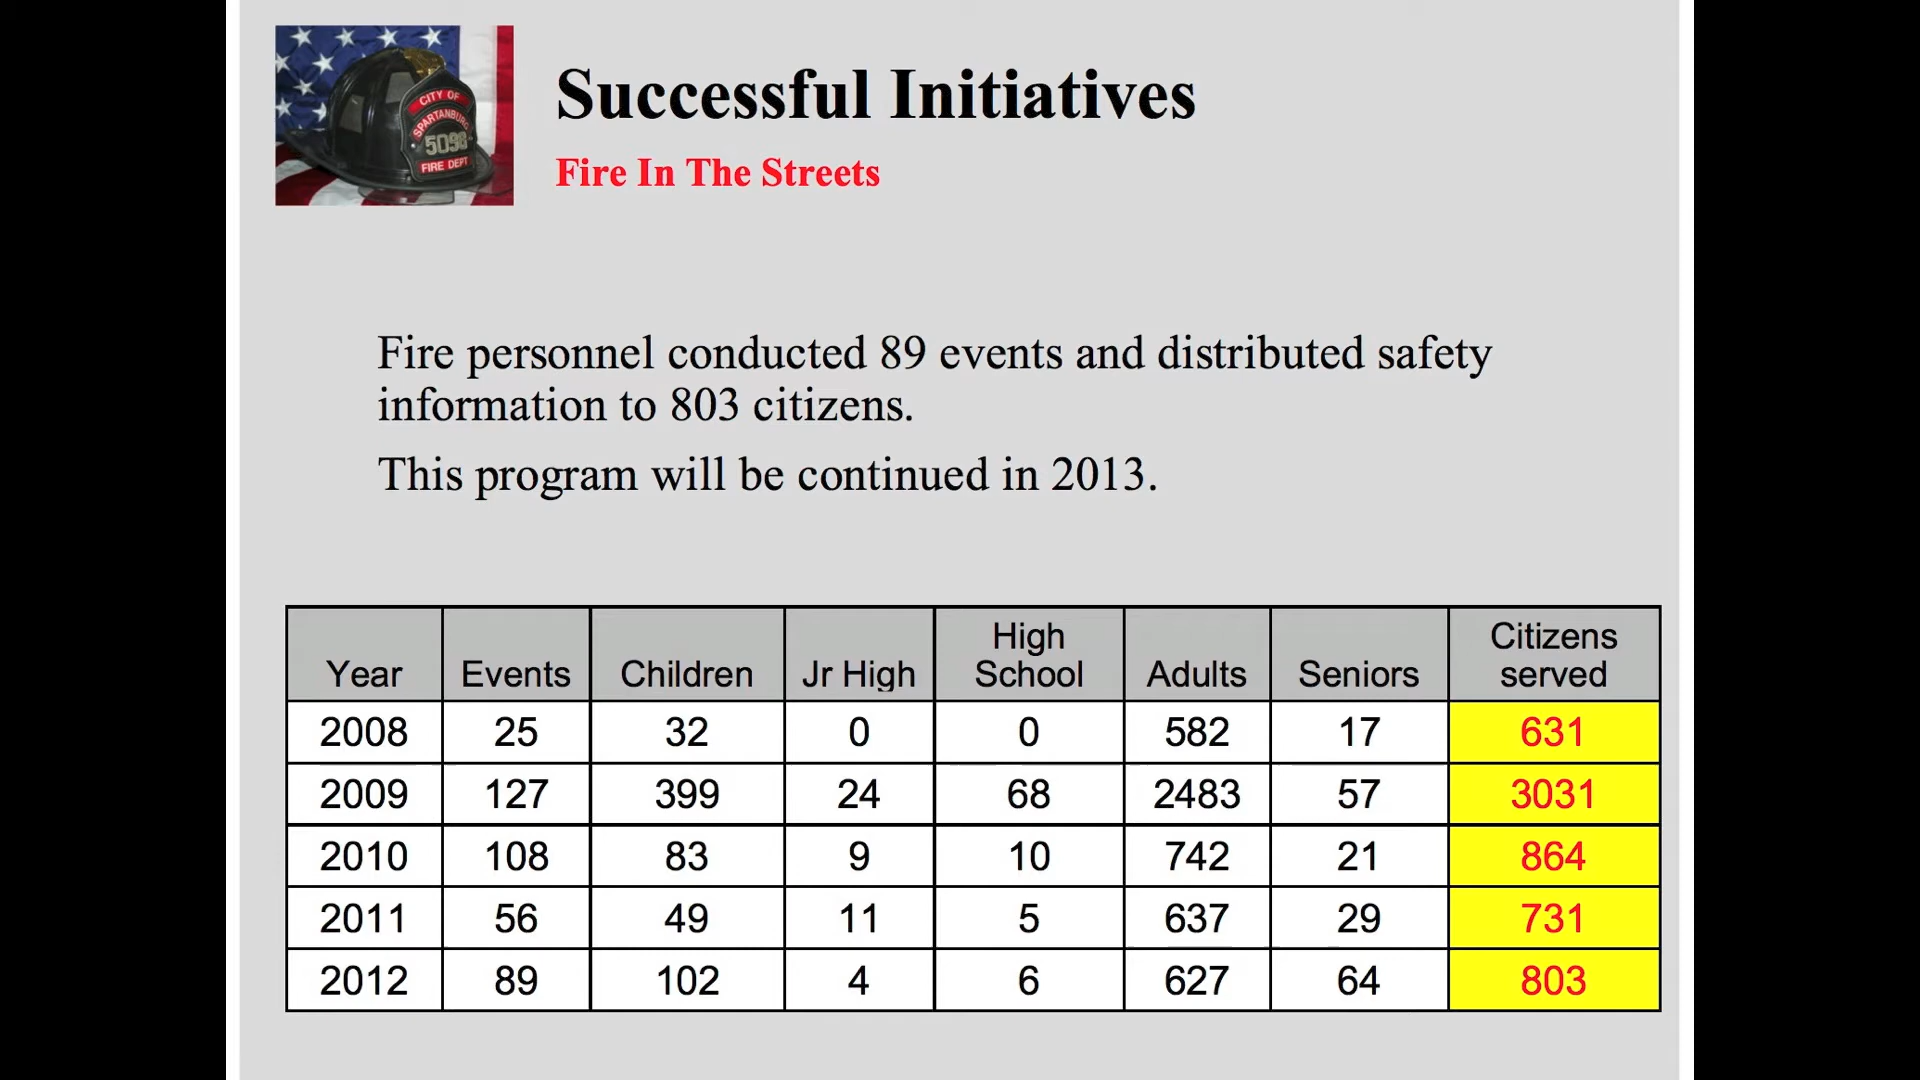 CITY OF
SPARTANBURG
5098
FIRE DEPT
Successful Initiatives
Fire In The Streets
Fire personnel conducted 89 events and distributed safety
information to 803 citizens.
This program will be continued in 2013.
Year Events Children Jr High High School Adults Seniors Citizens served
2008 25 32 0 0 582 17 631
2009 127 399 24 68 2483 57 3031
2010 108 83 9 10 742 21 864
2011 56 49 11 5 637 29 731
2012 89 102 4 6 627 64 803